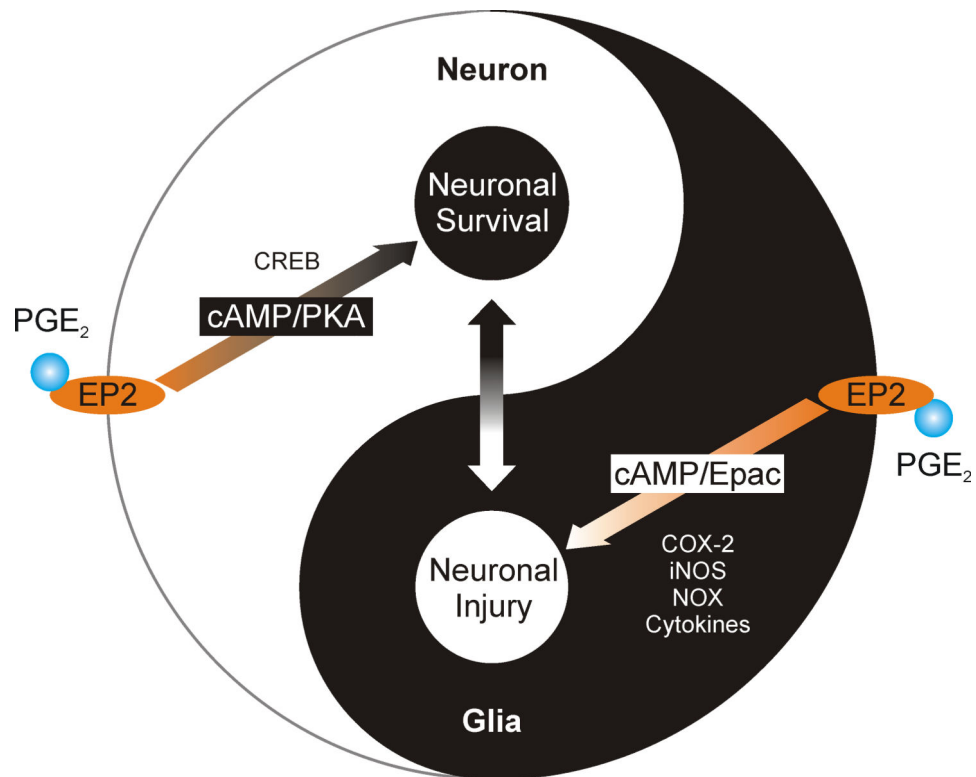 Neuron
Neuronal
Survival
CREB
cAMP/PKA
PGE₂
EP2
EP2
PGE₂
cAMP/Epac
COX-2
iNOS
NOX
Cytokines
Neuronal
Injury
Glia